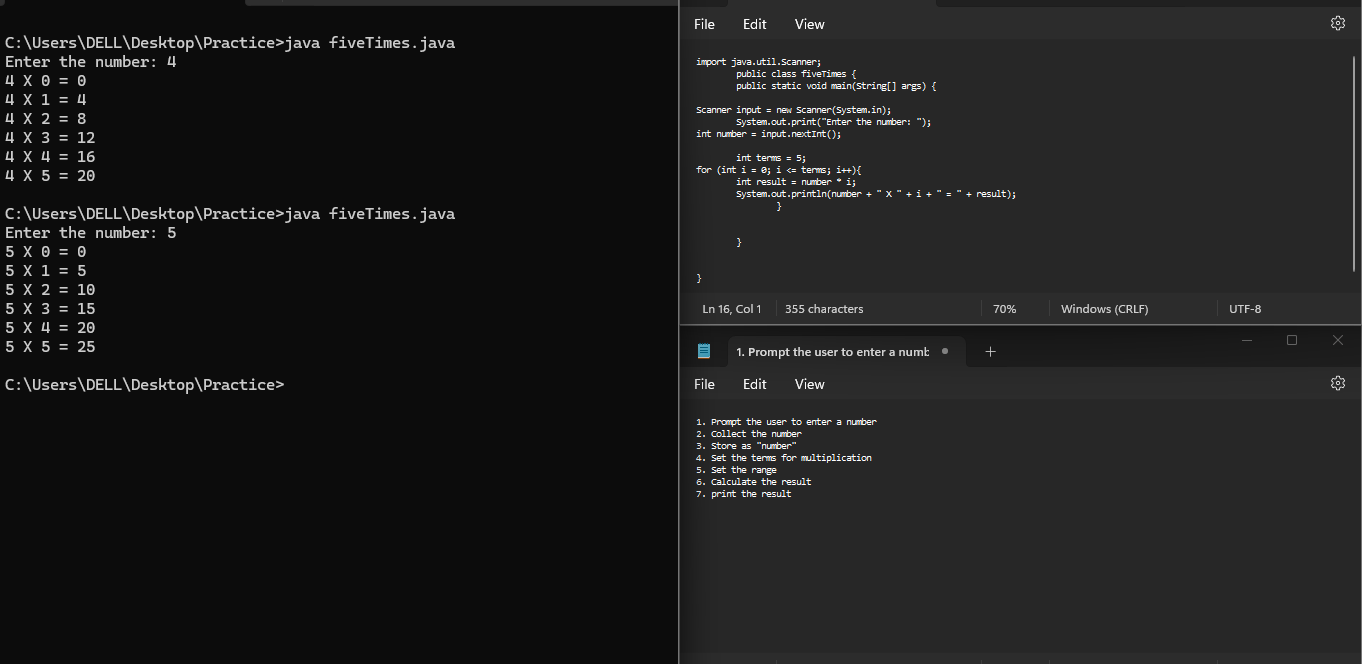 C:\Users\DELL\Desktop\Practice>java fiveTimes.java
Enter the number: 4
4 X 0 = 0
4 X 1 = 4
4 X 2 = 8
4 X 3 = 12
4 X 4 = 16
4 X 5 = 20
C:\Users\DELL\Desktop\Practice>java fiveTimes.java
Enter the number: 5
5 X 0 = 0
5 X 1 = 5
5 X 2 = 10
5 X 3 = 15
5 X 4 = 20
5 X 5 = 25
C:\Users\DELL\Desktop\Practice>
File Edit View
import java.util.Scanner;
public class fiveTimes {
public static void main(String[] args) {
Scanner input = new Scanner(System.in);
System.out.print("Enter the number: ");
int number = input.nextInt();
int terms = 5;
for (int i = 0; i <= terms; i++){
int result = number * i;
System.out.println(number + " X " + i + " = " + result);
}
}
}
Ln 16, Col 1 355 characters 70% Windows (CRLF) UTF-8
1. Prompt the user to enter a numb
File Edit View
1. Prompt the user to enter a number
2. Collect the number
3. Store as "number"
4. Set the terms for multiplication
5. Set the range
6. Calculate the result
7. print the result